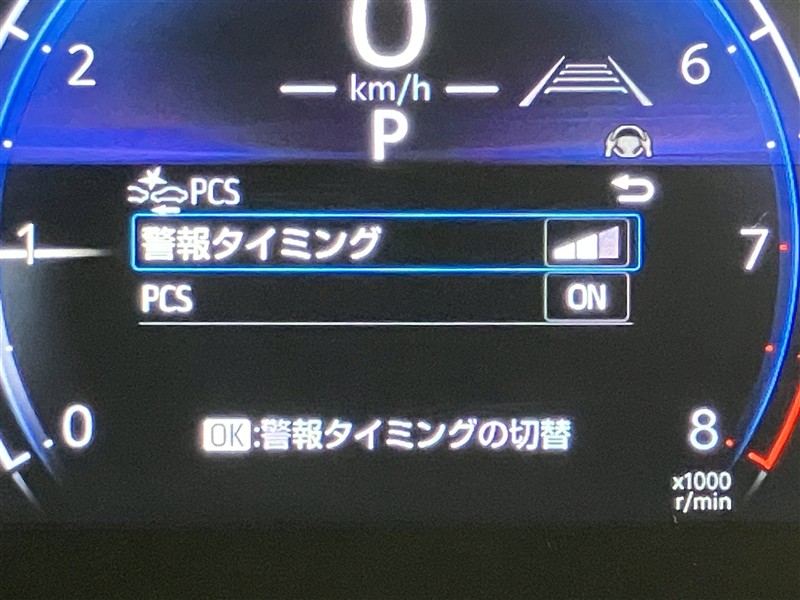 0
2
km/h
6
P
PCS
1
警報タイミング
7
PCS
ON
0
OK:警報タイミングの切替
8
x1000
r/min